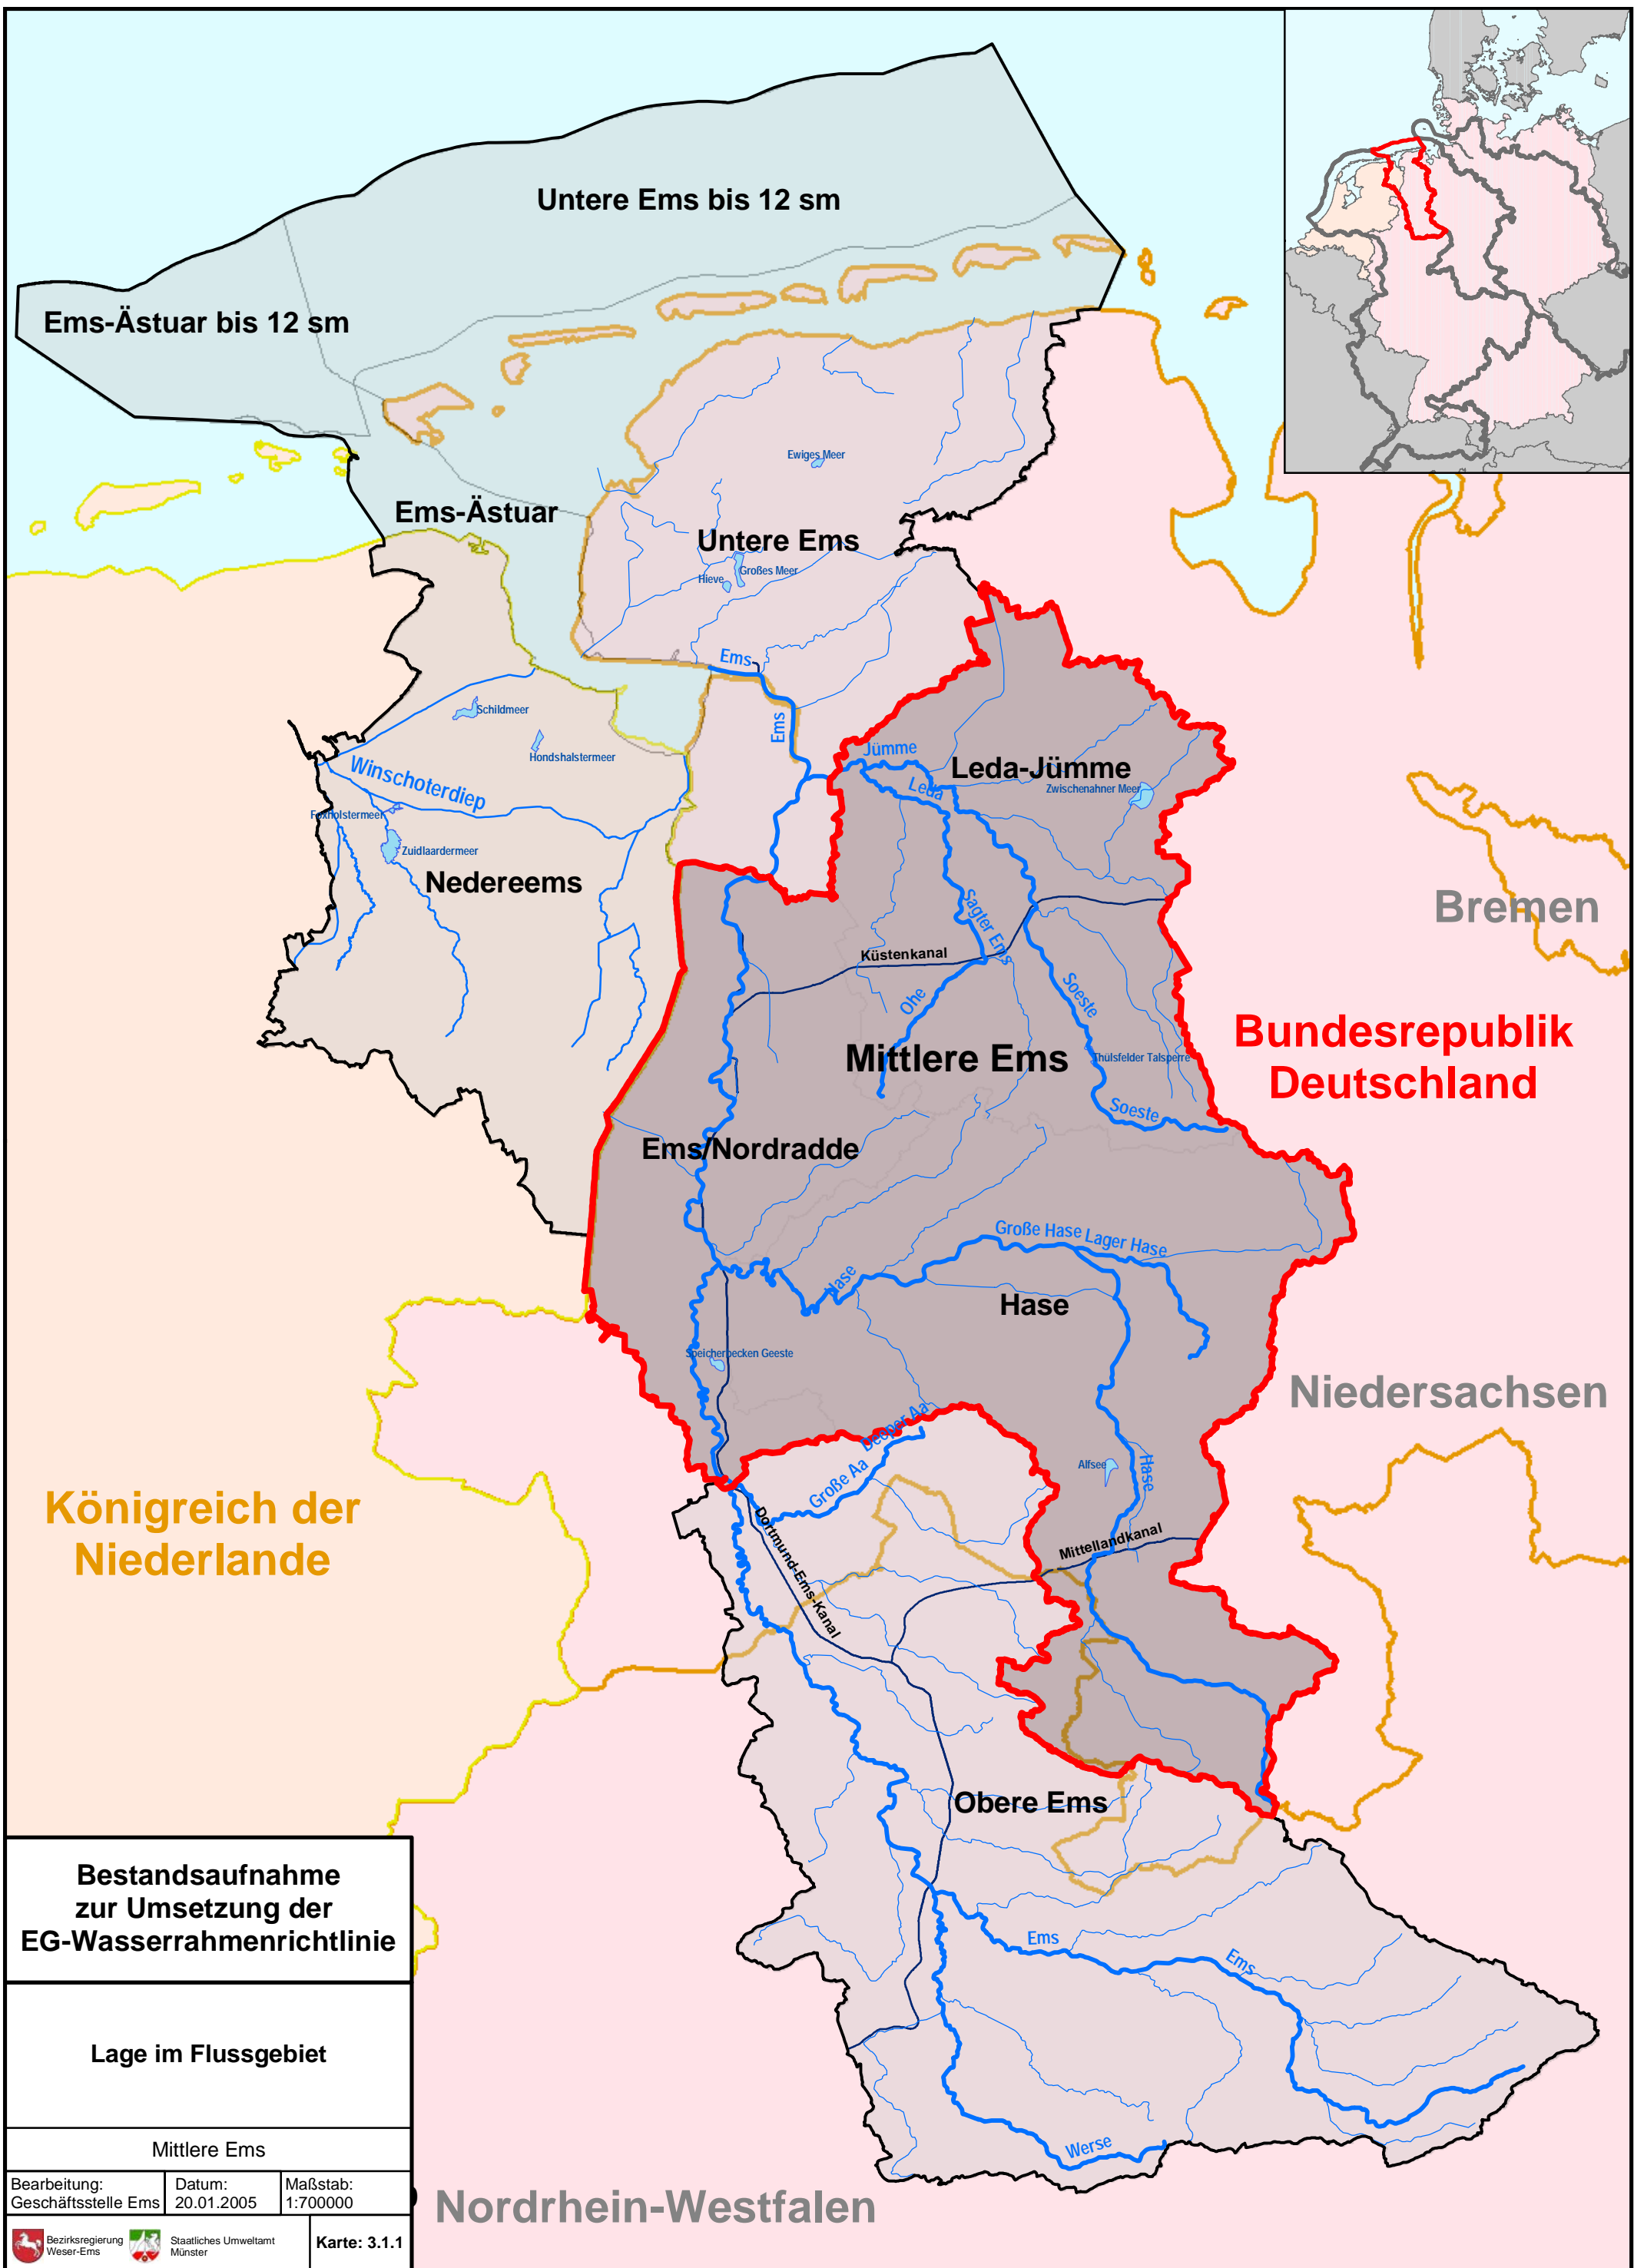 Untere Ems bis 12 sm
Ems-Ästuar bis 12 sm
Ewiges Meer
Ems-Ästuar
Untere Ems
Großes Meer
Hieve
Ems
Ems
Schildmeer
Hondshalstermeer
Winschoterdiep
Foxholstermeer
Zuidlaardermeer
Nedereems
Jümme
Leda-Jümme
Leda
Zwischenahner Meer
Sagter Ems
Küstenkanal
Ohe
Soeste
Mittlere Ems
Thülsfelder Talsperre
Soeste
Ems/Nordradde
Bremen
Bundesrepublik
Deutschland
Große Hase
Lager Hase
Hase
Hase
Speicherbecken Geeste
Niedersachsen
Deeper Aa
Große Aa
Alfsee
Hase
Königreich der
Niederlande
Dortmund-Ems-Kanal
Mittellandkanal
Obere Ems
Ems
Ems
Werse
Nordrhein-Westfalen
Bestandsaufnahme
zur Umsetzung der
EG-Wasserrahmenrichtlinie
Lage im Flussgebiet
Mittlere Ems
Bearbeitung:
Geschäftsstelle Ems
Datum:
20.01.2005
Maßstab:
1:700000
Bezirksregierung
Weser-Ems
Staatliches Umweltamt
Münster
Karte: 3.1.1